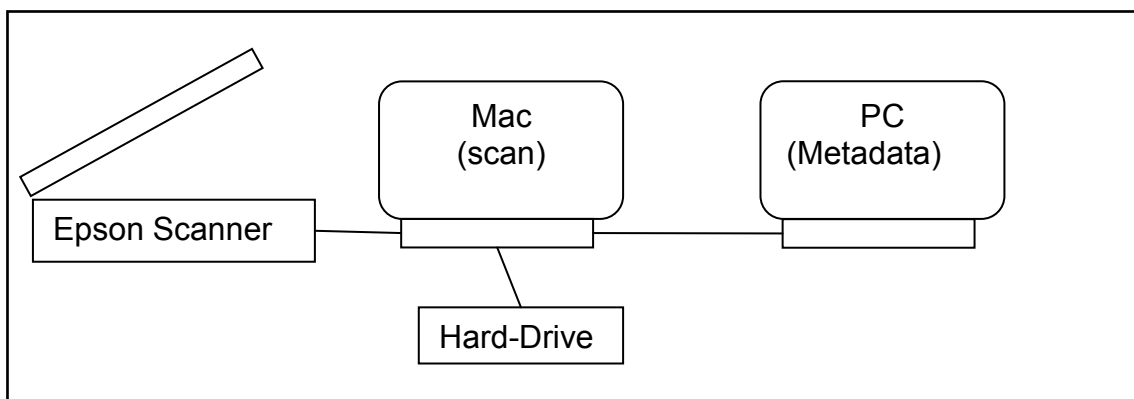 Mac
(scan)
PC
(Metadata)
Epson Scanner
Hard-Drive